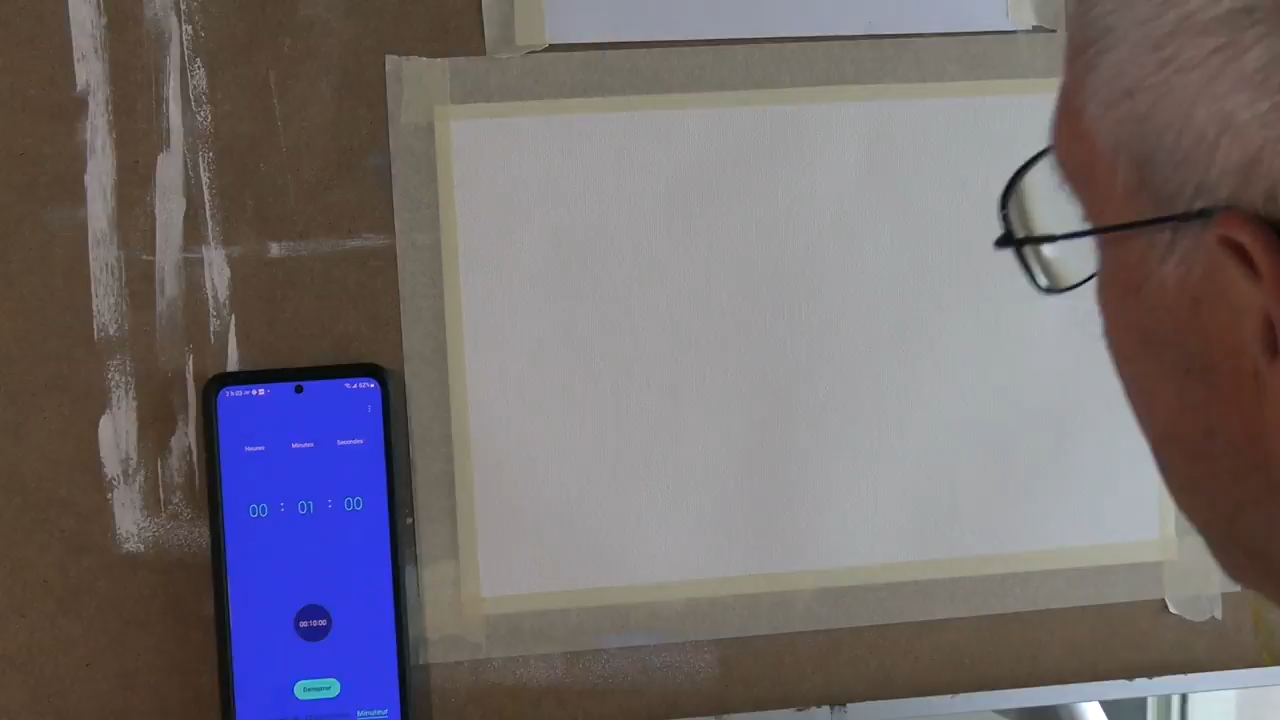 Heures Minutes Secondes
00 : 01 : 00
00:10:00
Démarrer
Minuteur